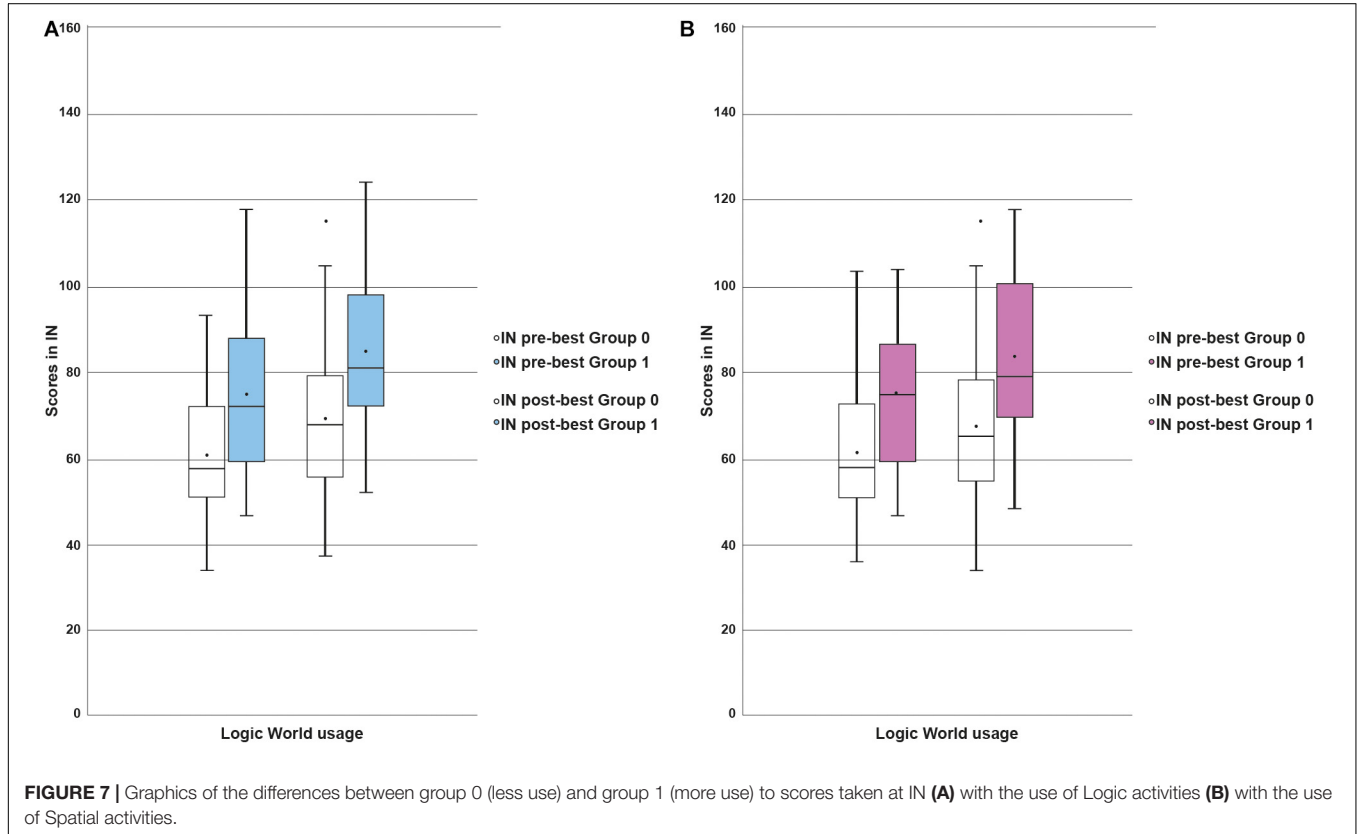 A
160
140
120
100
80
60
40
20
0
Scores in IN
Logic World usage
IN pre-best Group 0
IN pre-best Group 1
IN post-best Group 0
IN post-best Group 1
B
160
140
120
100
80
60
40
20
0
Scores in IN
Logic World usage
IN pre-best Group 0
IN pre-best Group 1
IN post-best Group 0
IN post-best Group 1
FIGURE 7 | Graphics of the differences between group 0 (less use) and group 1 (more use) to scores taken at IN (A) with the use of Logic activities (B) with the use
of Spatial activities.